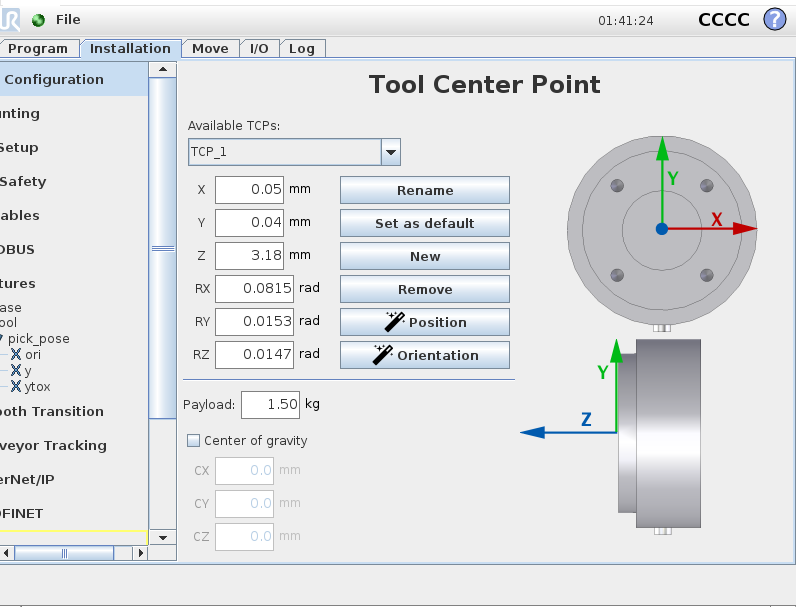 UR File 01:41:24 CCCC ?
Program Installation Move I/O Log
Configuration
nting
Setup
Safety
ables
OBUS
tures
ase
ool
pick_pose
ori
y
ytox
ooth Transition
veyor Tracking
erNet/IP
OFINET
Tool Center Point
Available TCPs:
TCP_1
X 0.05 mm Rename
Y 0.04 mm Set as default
Z 3.18 mm New
RX 0.0815 rad Remove
RY 0.0153 rad Position
RZ 0.0147 rad Orientation
Payload: 1.50 kg
Center of gravity
CX 0.0 mm
CY 0.0 mm
CZ 0.0 mm
Y
X
Y
Z